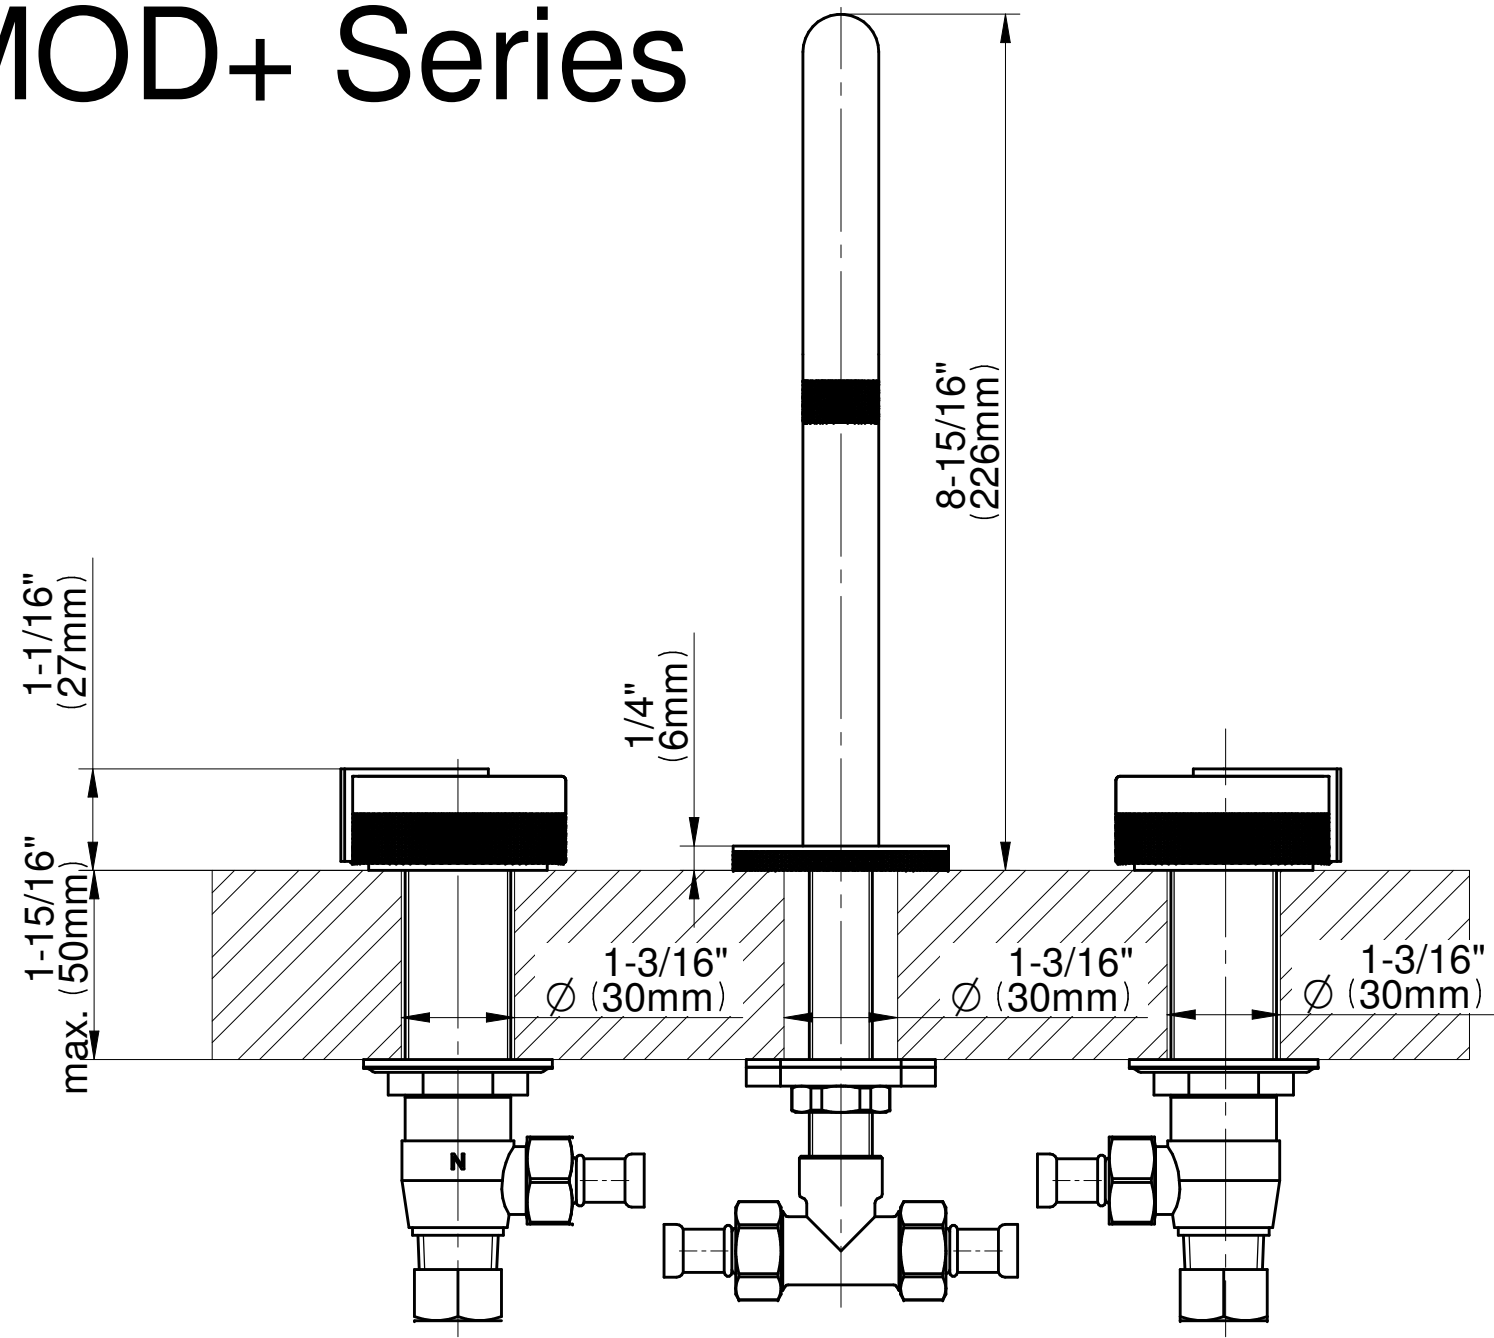 MOD+ Series
8-15/16"
(226mm)
1-1/16"
(27mm)
1/4"
(6mm)
1-15/16"
max. (50mm)
1-3/16"
Ø (30mm)
1-3/16"
Ø (30mm)
1-3/16"
Ø (30mm)
N